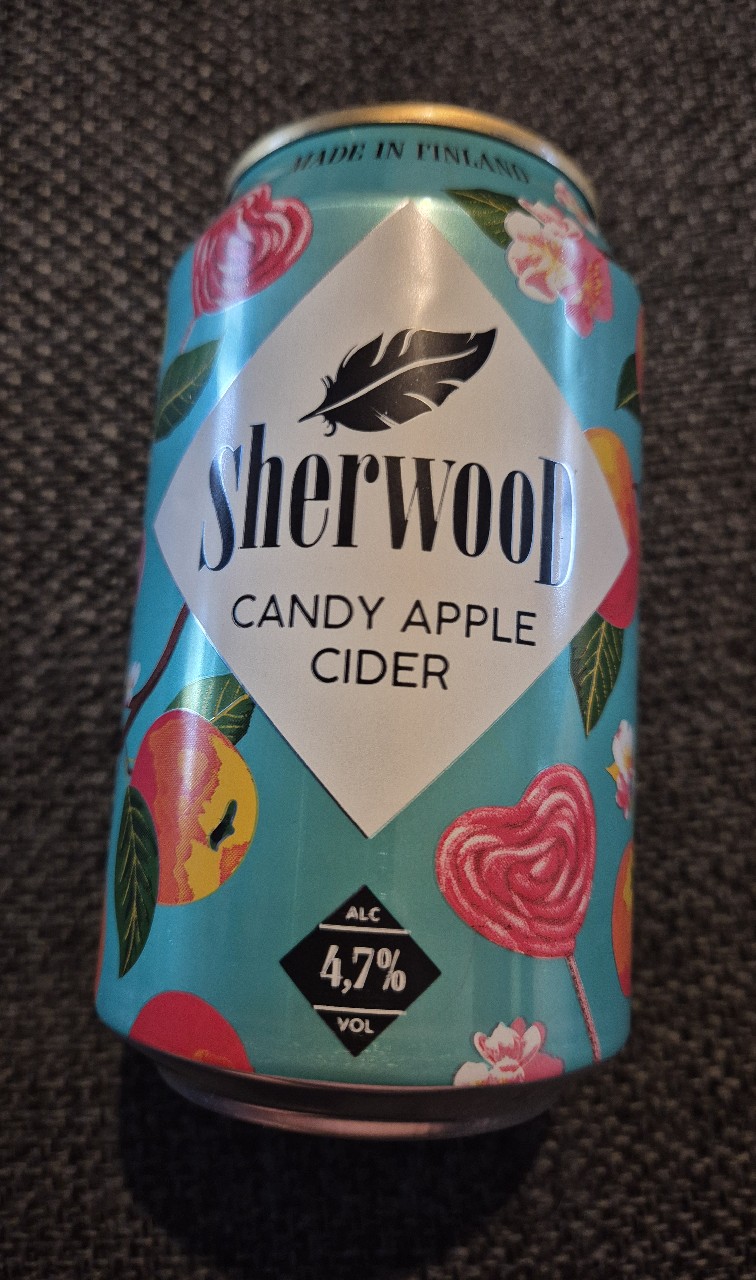 MADE IN FINLAND
SherwooD
CANDY APPLE
CIDER
ALC
4,7%
VOL